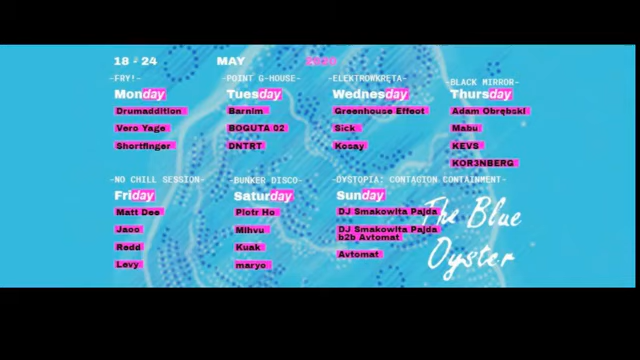 18 - 24 MAY 2020
-FRY!-
Monday
Drumaddition
Vero Yage
Shortfinger
-POINT G-HOUSE-
Tuesday
Barnim
BOGUTA 02
DNTRT
-ELEKTROWKRĘTA-
Wednesday
Greenhouse Effect
Sick
Kosay
-BLACK MIRROR-
Thursday
Adam Obrębski
Mabu
KEVS
KOR3NBERG
-NO CHILL SESSION-
Friday
Matt Dee
Jaco
Redd
Levy
-BUNKER DISCO-
Saturday
Piotr Ho
Mihvu
Kuak
maryo
-DYSTOPIA: CONTAGION CONTAINMENT-
Sunday
DJ Smakowita Pajda
DJ Smakowita Pajda
b2b Avtomat
Avtomat
The Blue
Oyster